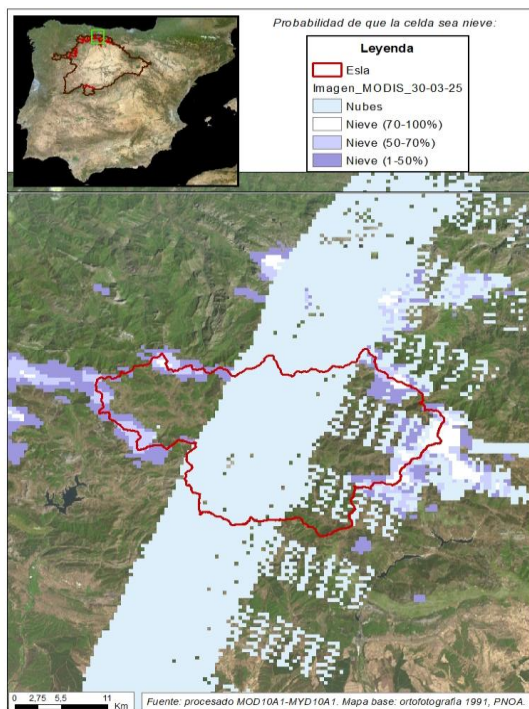 Probabilidad de que la celda sea nieve:
Leyenda
Esla
Imagen_MODIS_30-03-25
Nubes
Nieve (70-100%)
Nieve (50-70%)
Nieve (1-50%)
0 2,75 5,5 11
Km
Fuente: procesado MOD10A1-MYD10A1. Mapa base: ortofotografía 1991, PNOA.